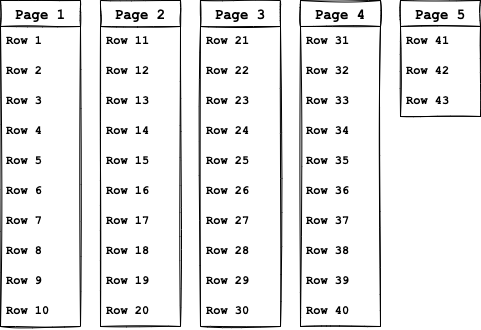 Page 1
Row 1
Row 2
Row 3
Row 4
Row 5
Row 6
Row 7
Row 8
Row 9
Row 10
Page 2
Row 11
Row 12
Row 13
Row 14
Row 15
Row 16
Row 17
Row 18
Row 19
Row 20
Page 3
Row 21
Row 22
Row 23
Row 24
Row 25
Row 26
Row 27
Row 28
Row 29
Row 30
Page 4
Row 31
Row 32
Row 33
Row 34
Row 35
Row 36
Row 37
Row 38
Row 39
Row 40
Page 5
Row 41
Row 42
Row 43